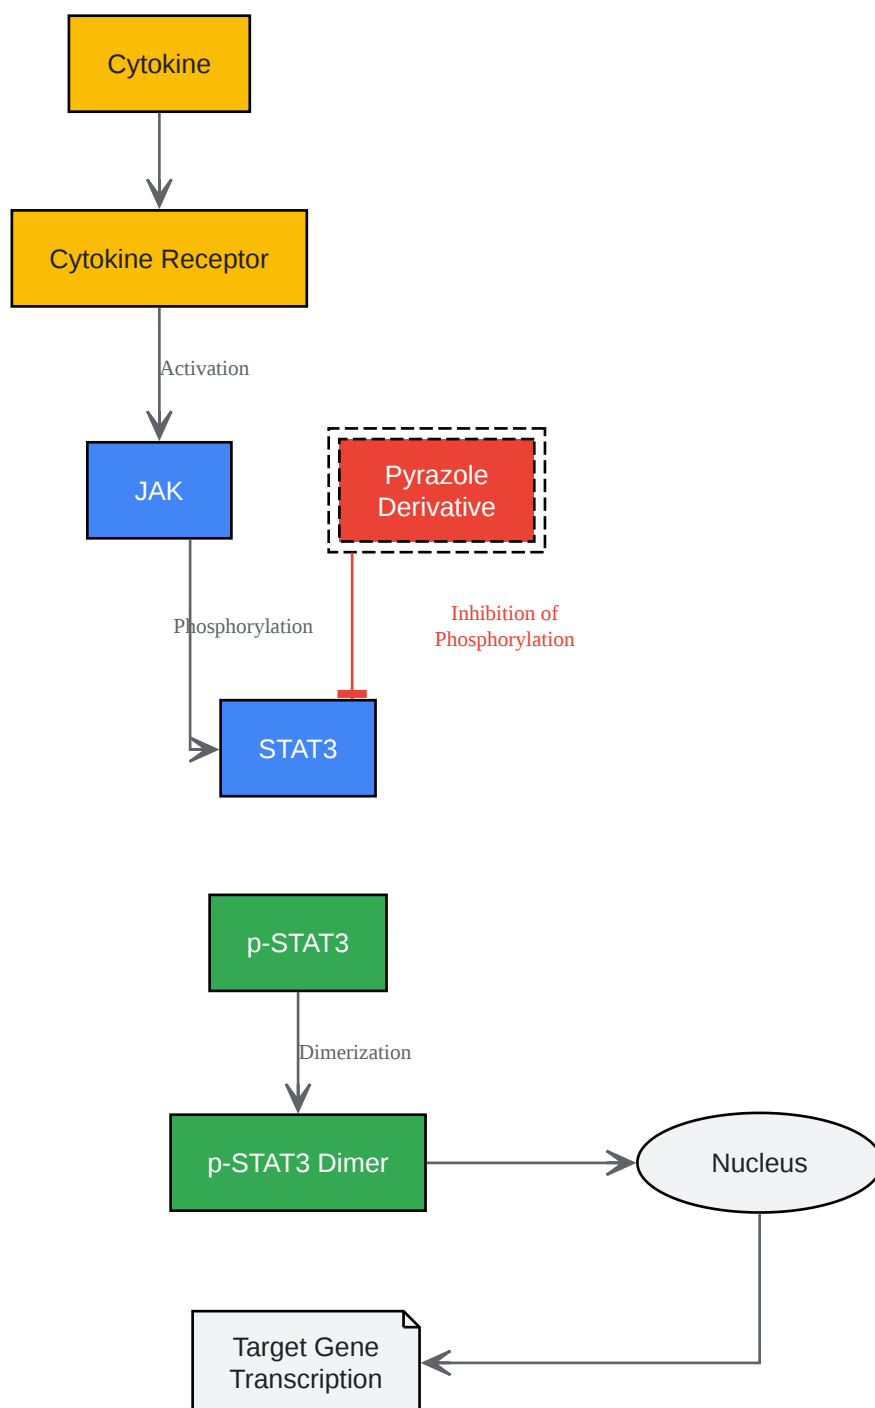 Cytokine
Cytokine Receptor
Activation
JAK
Pyrazole
Derivative
Phosphorylation
Inhibition of
Phosphorylation
STAT3
p-STAT3
Dimerization
p-STAT3 Dimer
Nucleus
Target Gene
Transcription